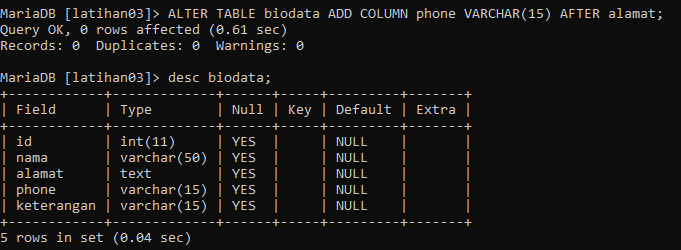 MariaDB [latihan03]> ALTER TABLE biodata ADD COLUMN phone VARCHAR(15) AFTER alamat;
Query OK, 0 rows affected (0.61 sec)
Records: 0  Duplicates: 0  Warnings: 0

MariaDB [latihan03]> desc biodata;
+------------+-------------+------+-----+---------+-------+
| Field      | Type        | Null | Key | Default | Extra |
+------------+-------------+------+-----+---------+-------+
| id         | int(11)     | YES  |     | NULL    |       |
| nama       | varchar(50) | YES  |     | NULL    |       |
| alamat     | text        | YES  |     | NULL    |       |
| phone      | varchar(15) | YES  |     | NULL    |       |
| keterangan | varchar(15) | YES  |     | NULL    |       |
+------------+-------------+------+-----+---------+-------+
5 rows in set (0.04 sec)